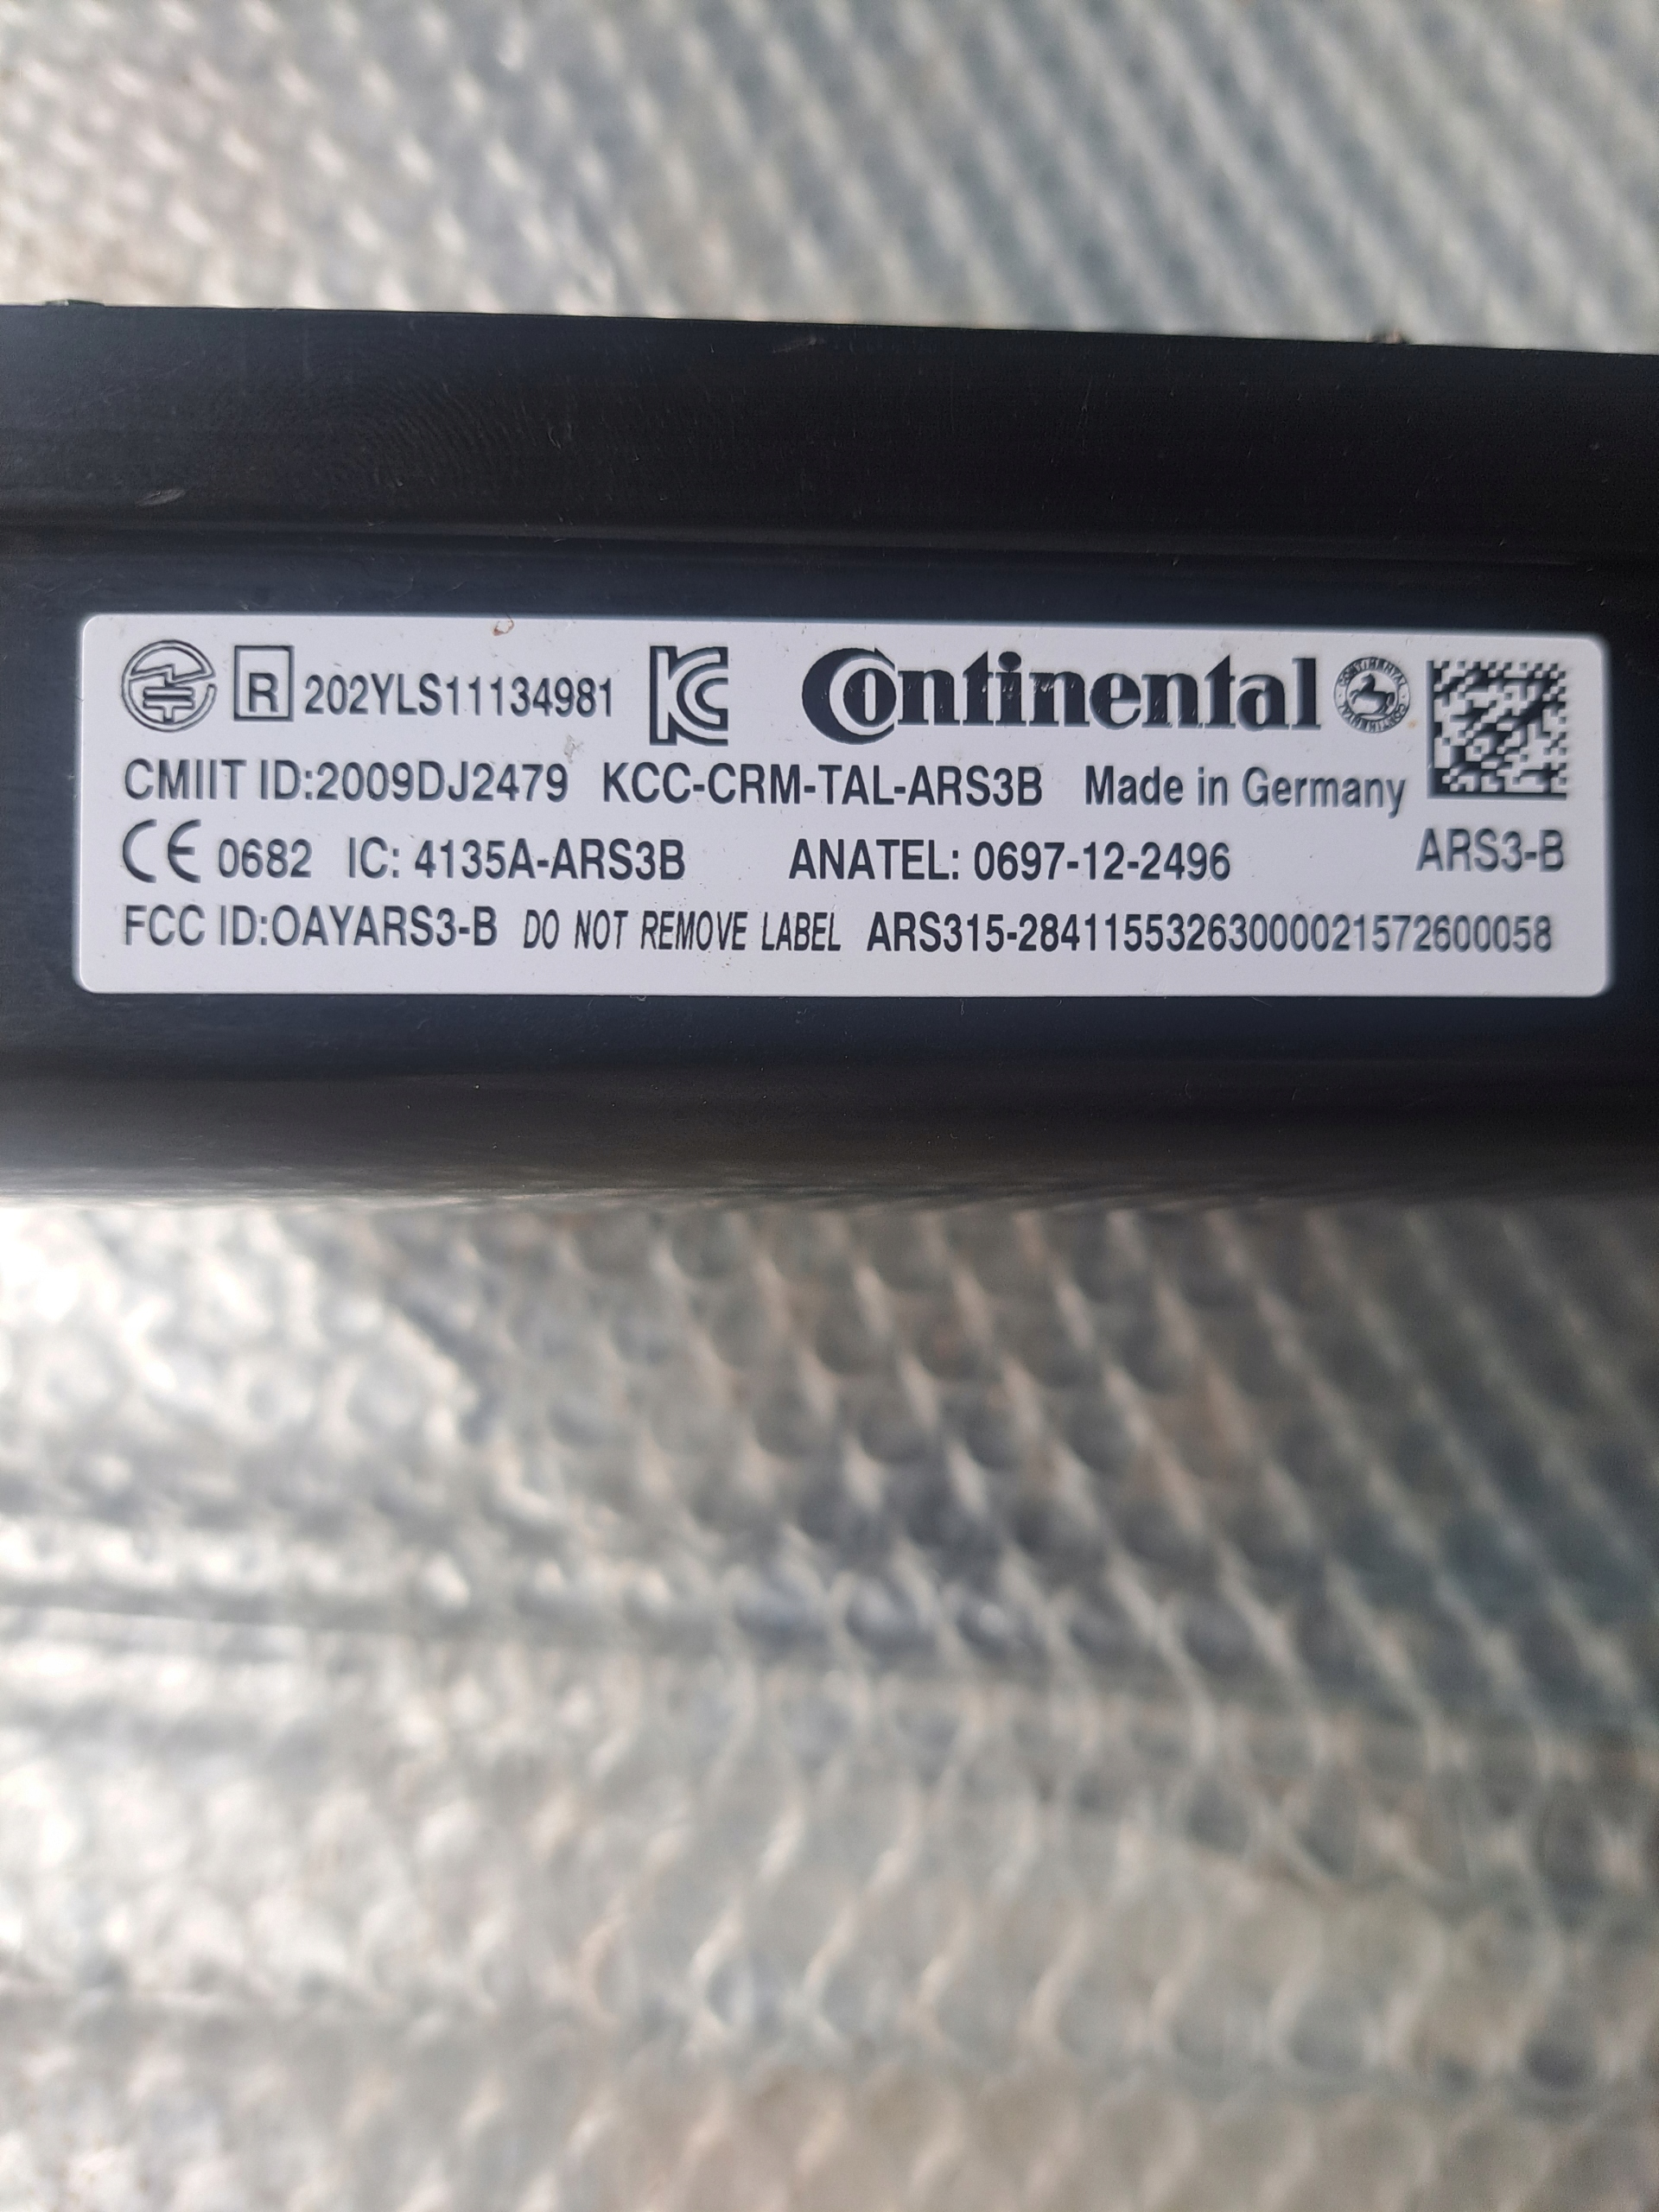 R 202YLS11134981 Continental
CMIIT ID:2009DJ2479 KCC-CRM-TAL-ARS3B Made in Germany
CE 0682 IC: 4135A-ARS3B ANATEL: 0697-12-2496 ARS3-B
FCC ID:OAYARS3-B DO NOT REMOVE LABEL ARS315-2841155326300002157260058